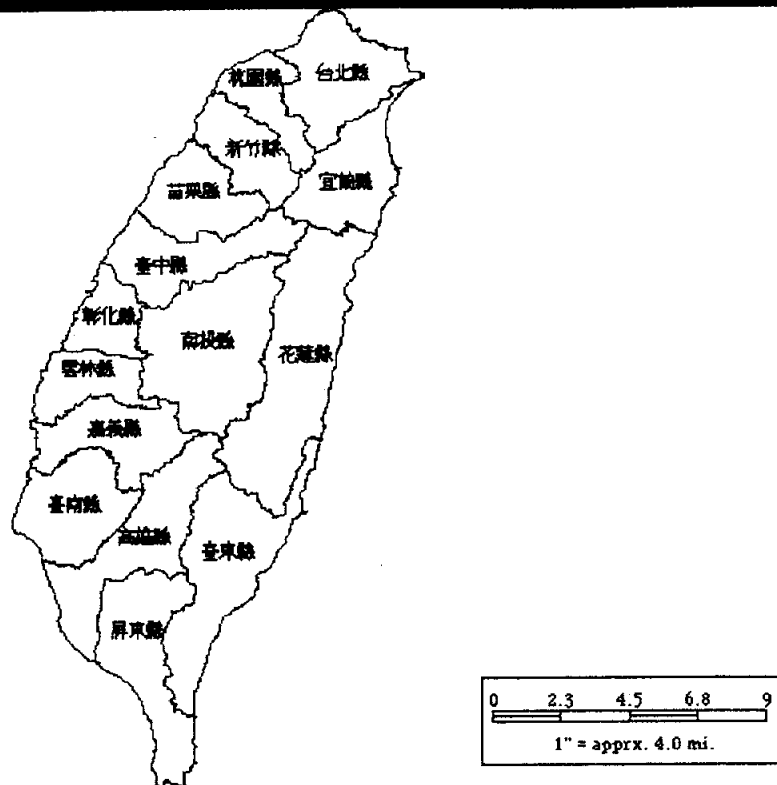 台北縣
桃園縣
新竹縣
宜蘭縣
苗栗縣
臺中縣
彰化縣
南投縣
花蓮縣
雲林縣
嘉義縣
臺南縣
高雄縣
臺東縣
屏東縣
0 2.3 4.5 6.8 9
1" = apprx. 4.0 mi.